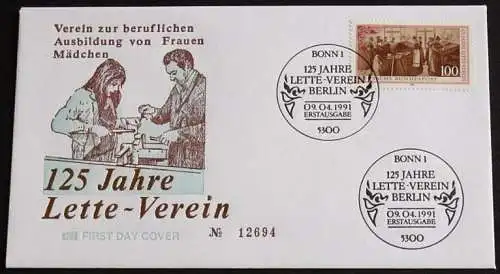 Verein zur beruflichen
Ausbildung von Frauen
Mädchen
125 Jahre
Lette-Verein
FIRST DAY COVER
№ 12694
BONN 1
125 JAHRE
LETTE-VEREIN
BERLIN
09.04.1991
ERSTAUSGABE
5300
100
BONN 1
125 JAHRE
LETTE-VEREIN
BERLIN
09.04.1991
ERSTAUSGABE
5300